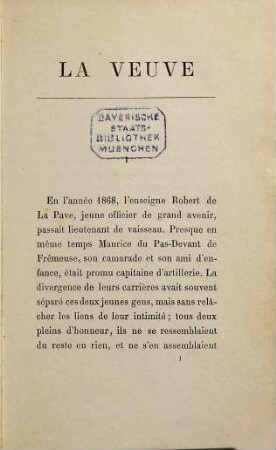 LA VEUVE
BAYERISCHE
STAATS-
BIBLIOTHEK
MUENCHEN
I
En l'année 1868, l'enseigne Robert de
La Pave, jeune officier de grand avenir,
passait lieutenant de vaisseau. Presque en
même temps Maurice du Pas-Devant de
Frémeuse, son camarade et son ami d'en-
fance, était promu capitaine d'artillerie. La
divergence de leurs carrières avait souvent
séparé ces deux jeunes gens, mais sans relâ-
cher les liens de leur intimité; tous deux
pleins d'honneur, ils ne se ressemblaient
du reste en rien, et ne s'en assemblaient
1